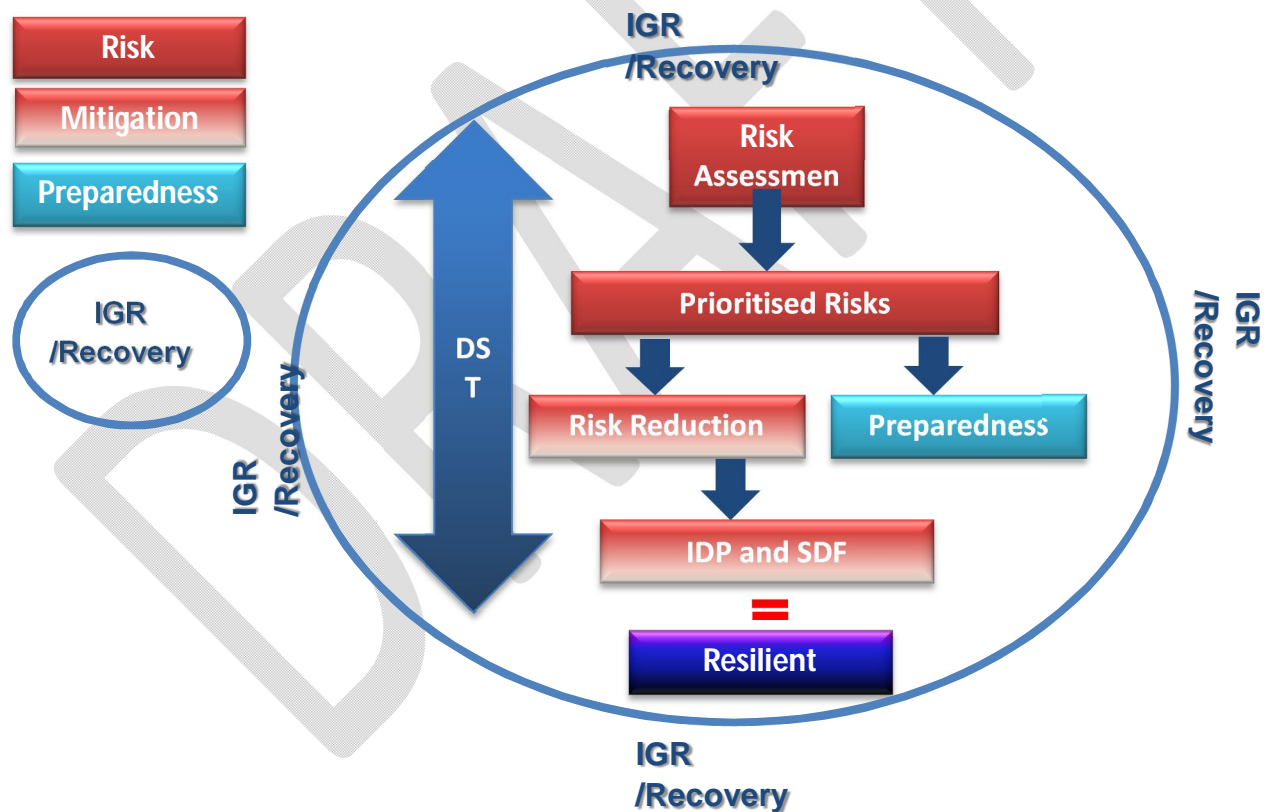 Risk
Mitigation
Preparedness
IGR
/Recovery
IGR
/Recovery
Risk
Assessmen
Prioritised Risks
DS
T
Risk Reduction
Preparedness
IDP and SDF
=
Resilient
IGR
/Recovery
IGR
/Recovery
IGR
/Recovery
DRAFT